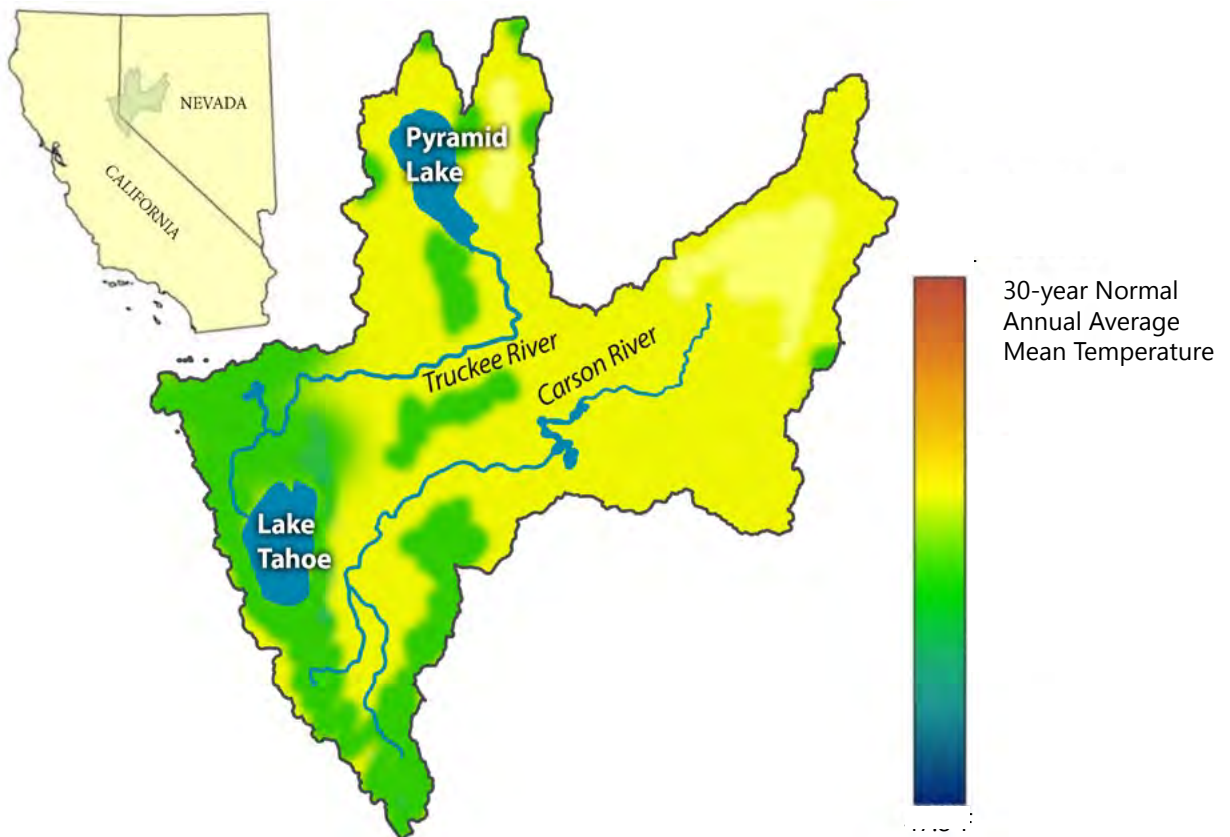 NEVADA
CALIFORNIA
Pyramid
Lake
Truckee River
Carson River
Lake
Tahoe
30-year Normal
Annual Average
Mean Temperature